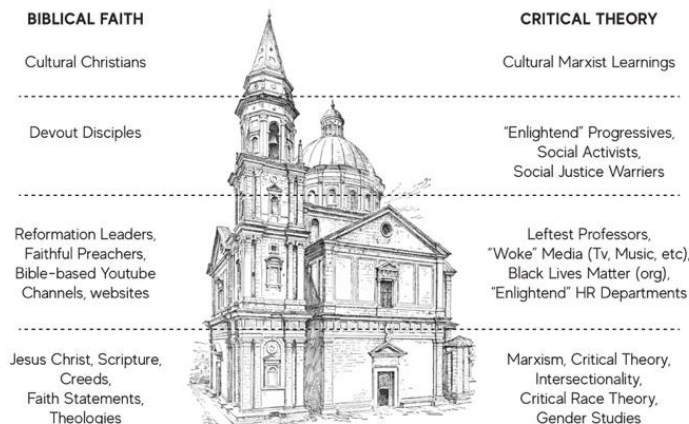 BIBLICAL FAITH
Cultural Christians
Devout Disciples
Reformation Leaders,
Faithful Preachers,
Bible-based Youtube
Channels, websites
Jesus Christ, Scripture,
Creeds,
Faith Statements,
Theologies
CRITICAL THEORY
Cultural Marxist Learnings
"Enlightend" Progressives,
Social Activists,
Social Justice Warriers
Leftest Professors,
"Woke" Media (Tv, Music, etc),
Black Lives Matter (org),
"Enlightend" HR Departments
Marxism, Critical Theory,
Intersectionality,
Critical Race Theory,
Gender Studies